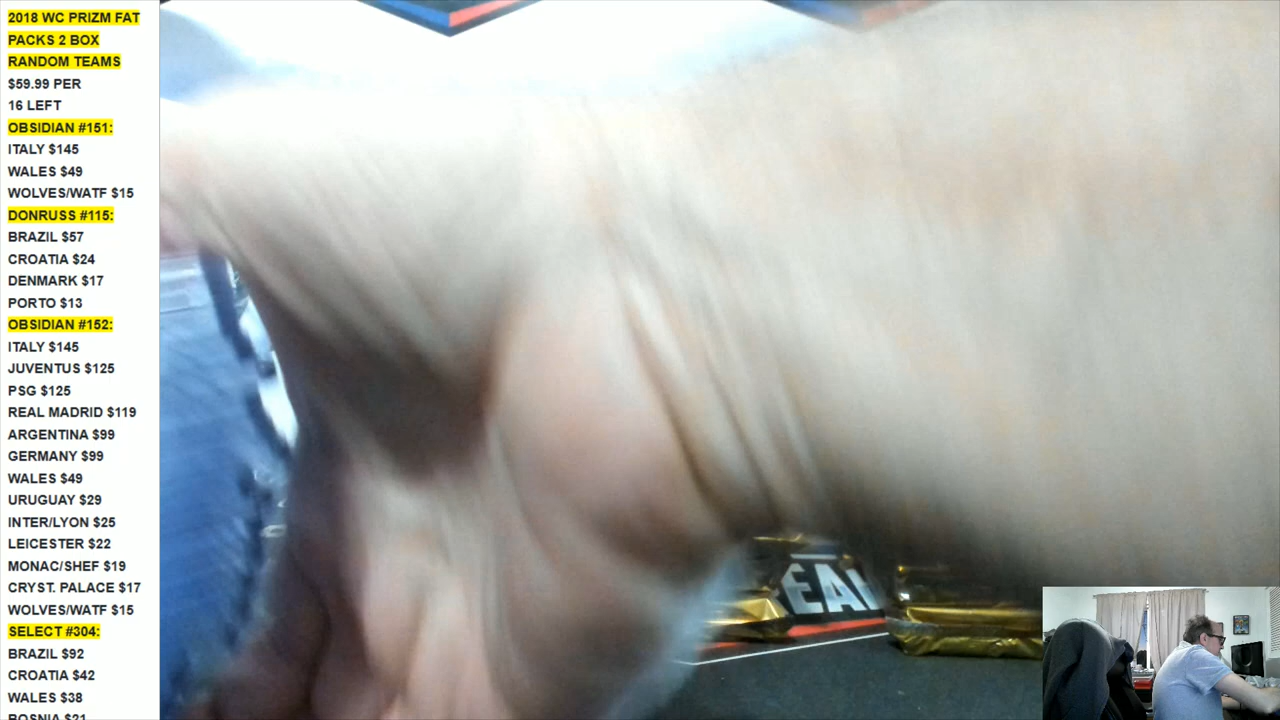 2018 WC PRIZM FAT
PACKS 2 BOX
RANDOM TEAMS
$59.99 PER
16 LEFT
OBSIDIAN #151:
ITALY $145
WALES $49
WOLVES/WATF $15
DONRUSS #115:
BRAZIL $57
CROATIA $24
DENMARK $17
PORTO $13
OBSIDIAN #152:
ITALY $145
JUVENTUS $125
PSG $125
REAL MADRID $119
ARGENTINA $99
GERMANY $99
WALES $49
URUGUAY $29
INTER/LYON $25
LEICESTER $22
MONAC/SHEF $19
CRYST. PALACE $17
WOLVES/WATF $15
SELECT #304:
BRAZIL $92
CROATIA $42
WALES $38
BOSNIA $21